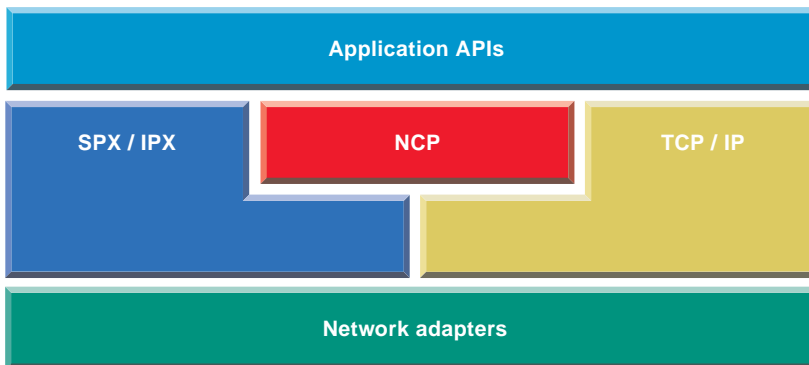 Application APIs
SPX / IPX
NCP
TCP / IP
Network adapters